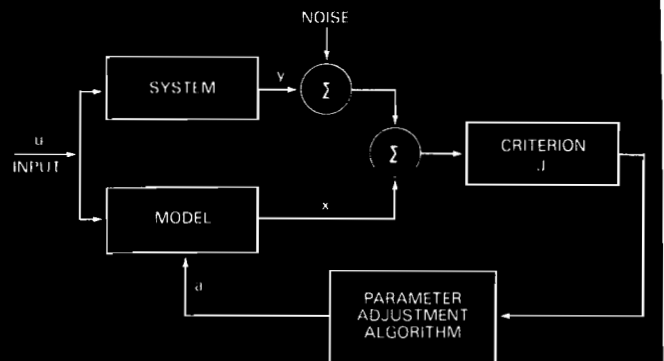 NOISE
SYSTEM
y
Σ
u
INPUT
Σ
CRITERION
J
MODEL
x
a
PARAMETER
ADJUSTMENT
ALGORITHM